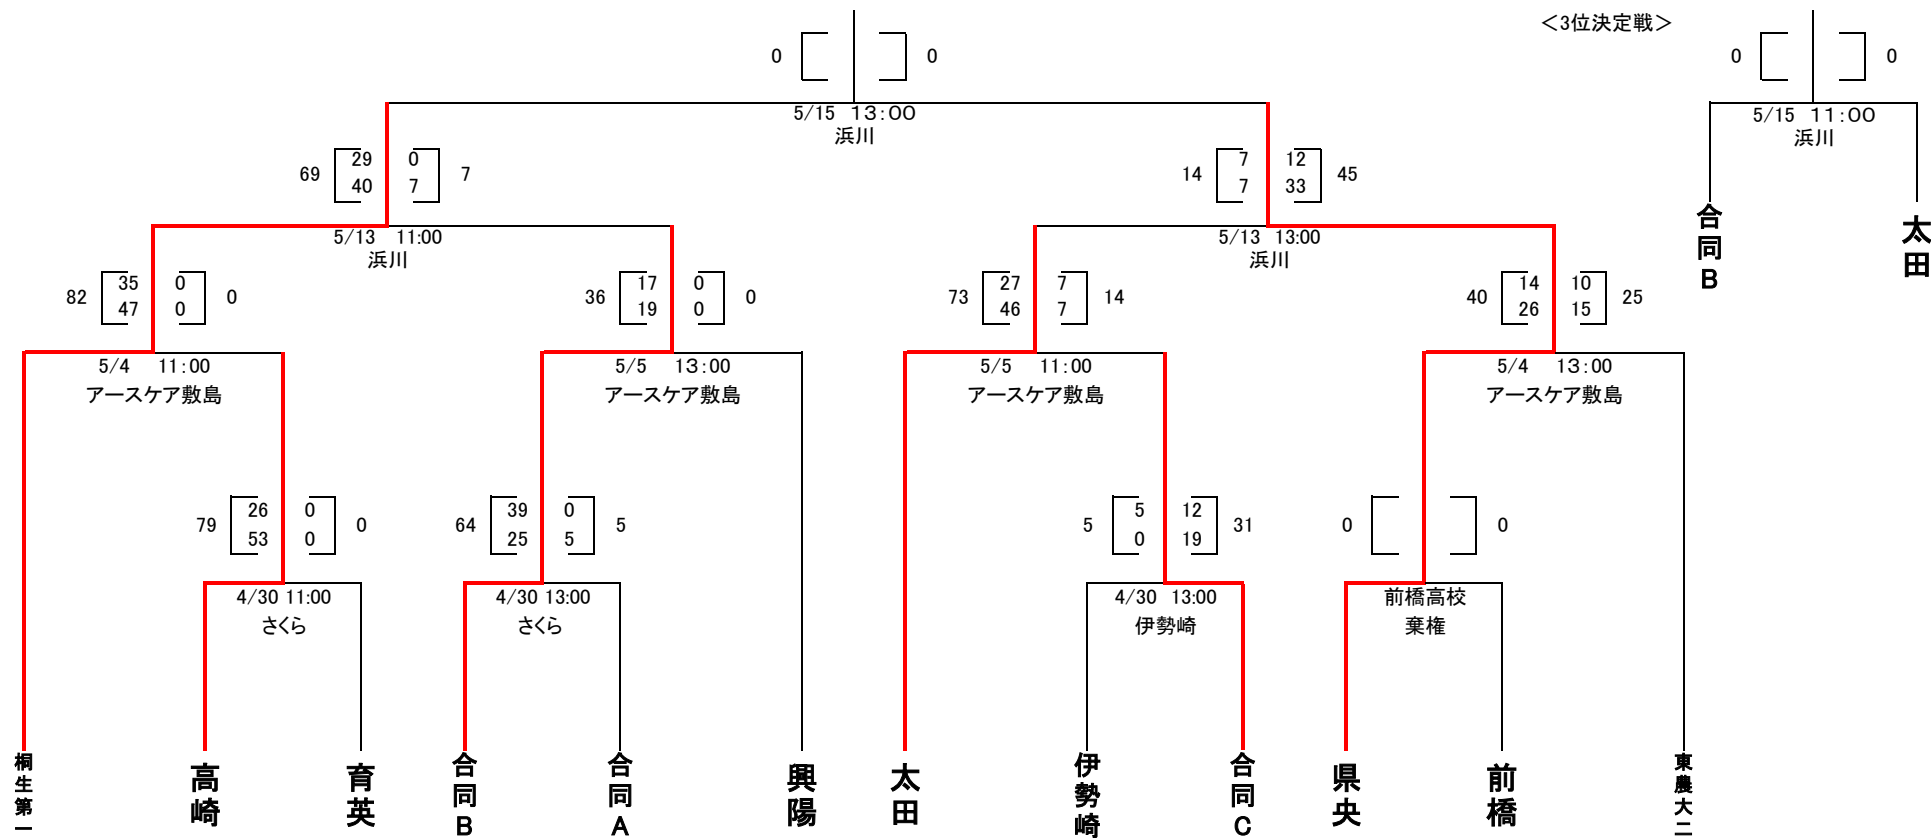 <3位決定戦>
0 0 0 0
5/15 13:00
浜川
5/15 11:00
浜川
69 29 0 7
40 7
14 7 12 45
7 33
合同B
太田
5/13 11:00
浜川
5/13 13:00
浜川
82 35 0 0
47 0
36 17 0 0
19 0
73 27 7 14
46 7
40 14 10 25
26 15
5/4 11:00
アースケア敷島
5/5 13:00
アースケア敷島
5/5 11:00
アースケア敷島
5/4 13:00
アースケア敷島
79 26 0 0
53 0
64 39 0 5
25 5
5 5 12 31
0 19
0 0
4/30 11:00
さくら
4/30 13:00
さくら
4/30 13:00
伊勢崎
前橋高校
棄権
桐生第一
高崎
育英
合同B
合同A
興陽
太田
伊勢崎
合同C
県央
前橋
東農大二